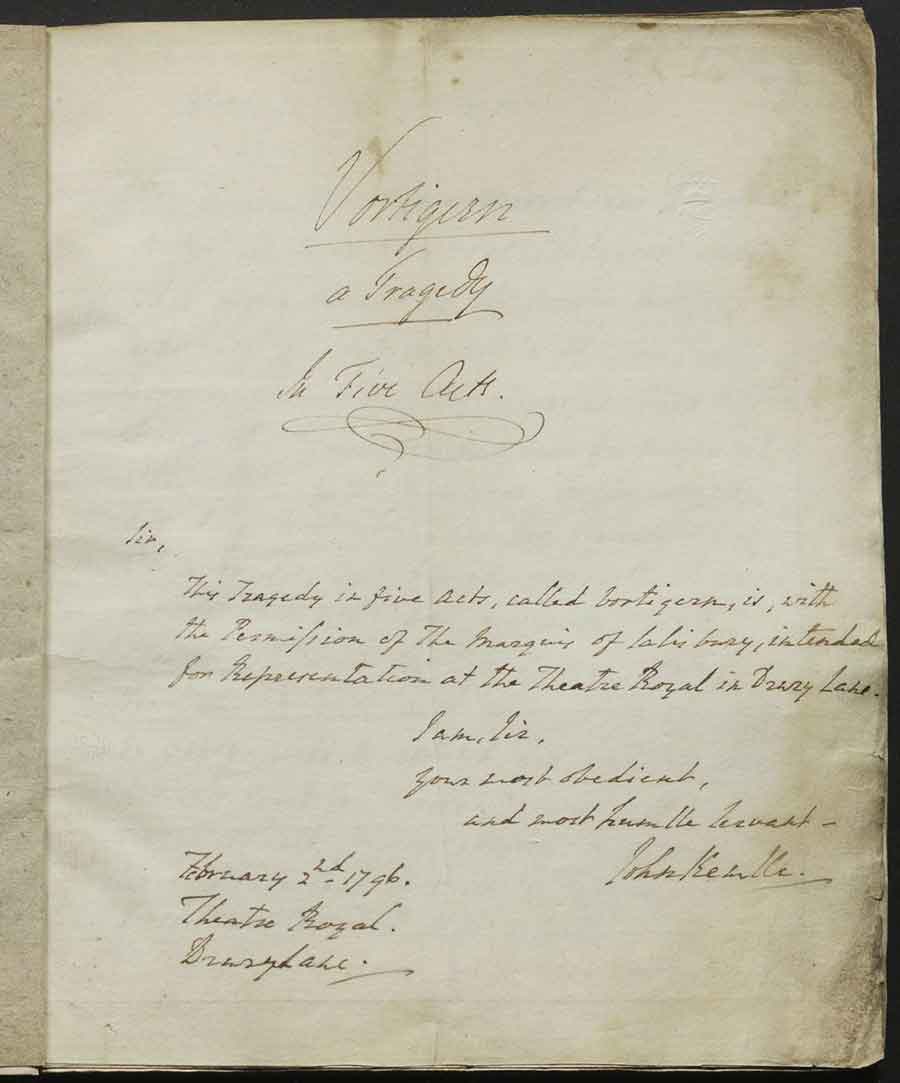 Vortigern
a Tragedy
In Five Acts.
Sir,
This Tragedy in five Acts, called Vortigern, is, with
the Permiſsion of The Marquis of Salisbury, intended
for Representation at the Theatre Royal in Drury Lane.
I am, Sir,
your most obedient,
and most humble Servant –
John Kemble.
February 2nd 1796.
Theatre Royal.
Drury Lane.